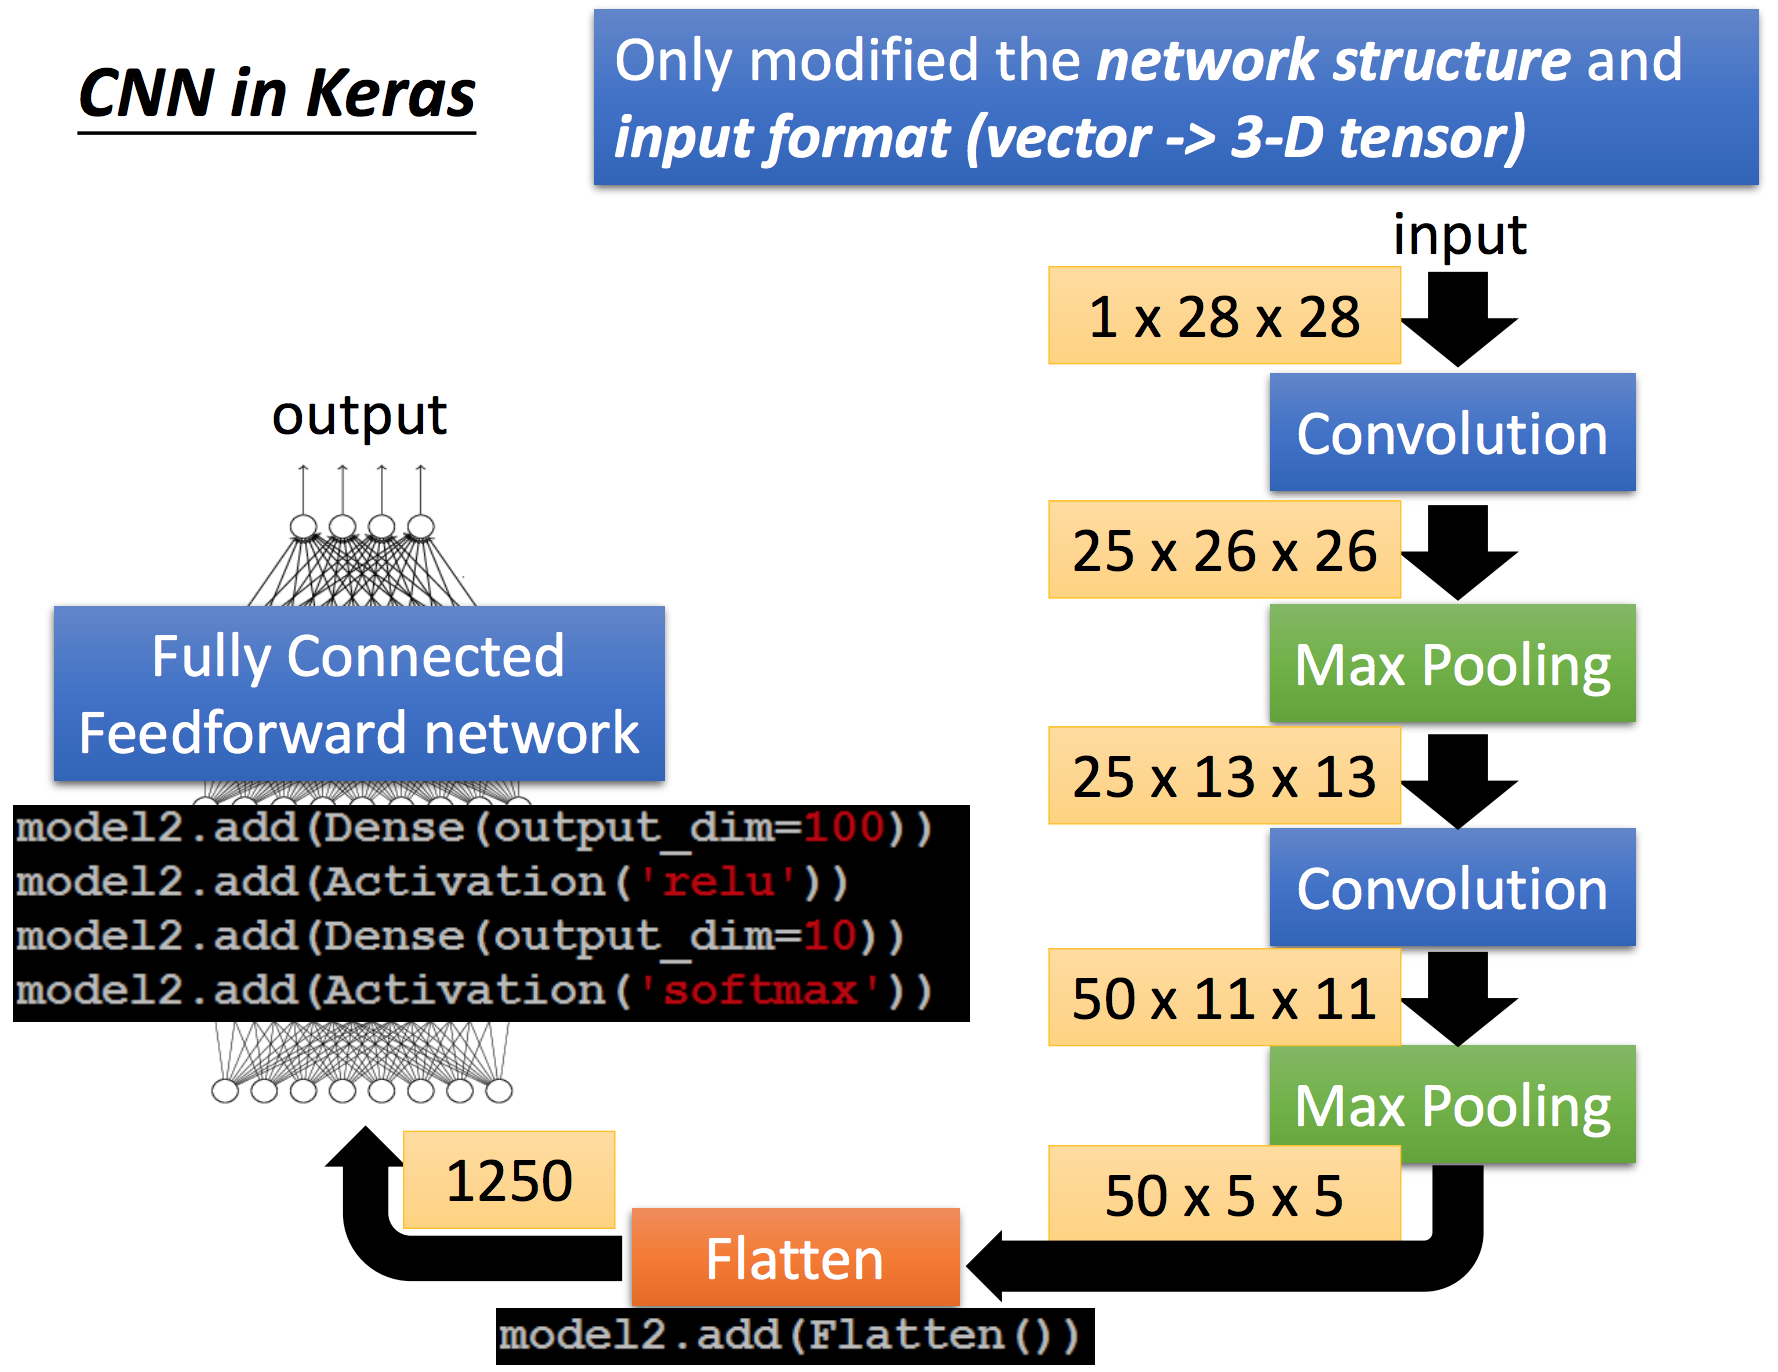 CNN in Keras
Only modified the network structure and
input format (vector -> 3-D tensor)
input
1 x 28 x 28
Convolution
25 x 26 x 26
Max Pooling
25 x 13 x 13
Convolution
50 x 11 x 11
Max Pooling
50 x 5 x 5
Flatten
model2.add(Flatten())
1250
output
Fully Connected
Feedforward network
model2.add(Dense(output_dim=100))
model2.add(Activation('relu'))
model2.add(Dense(output_dim=10))
model2.add(Activation('softmax'))